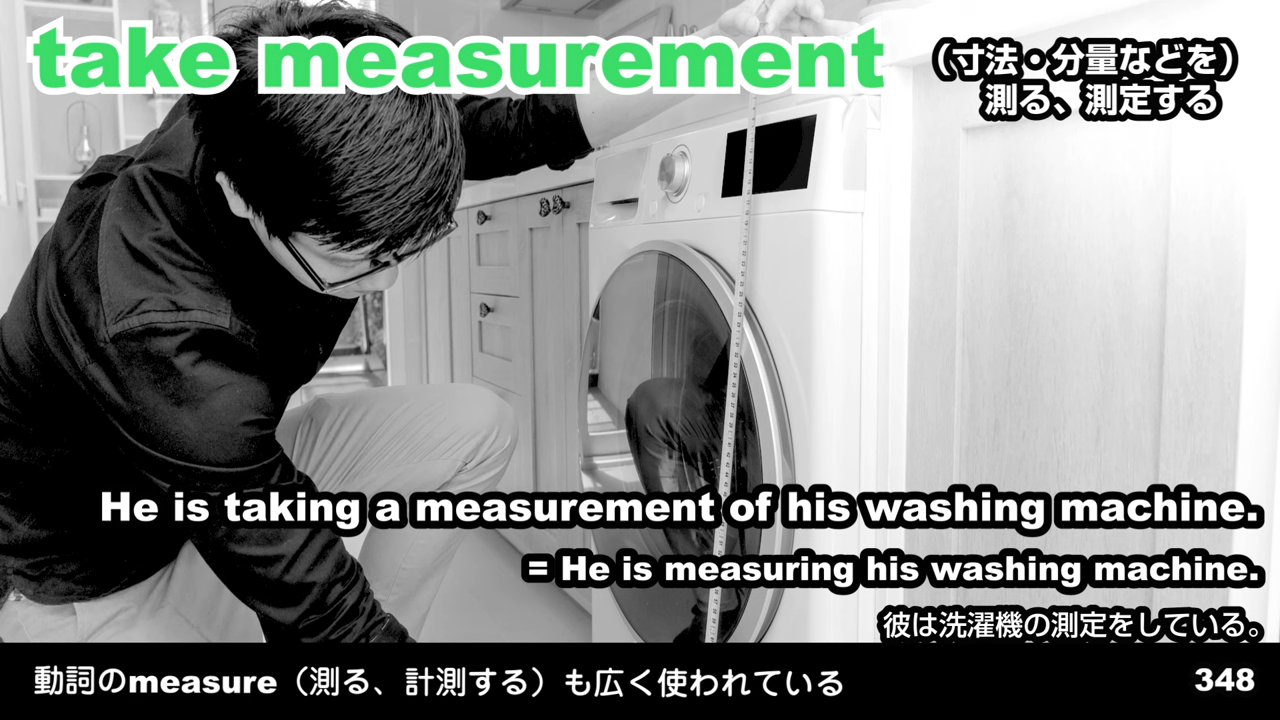 take measurement
（寸法・分量などを）
測る、測定する
He is taking a measurement of his washing machine.
= He is measuring his washing machine.
彼は洗濯機の測定をしている。
動詞のmeasure（測る、計測する）も広く使われている
348